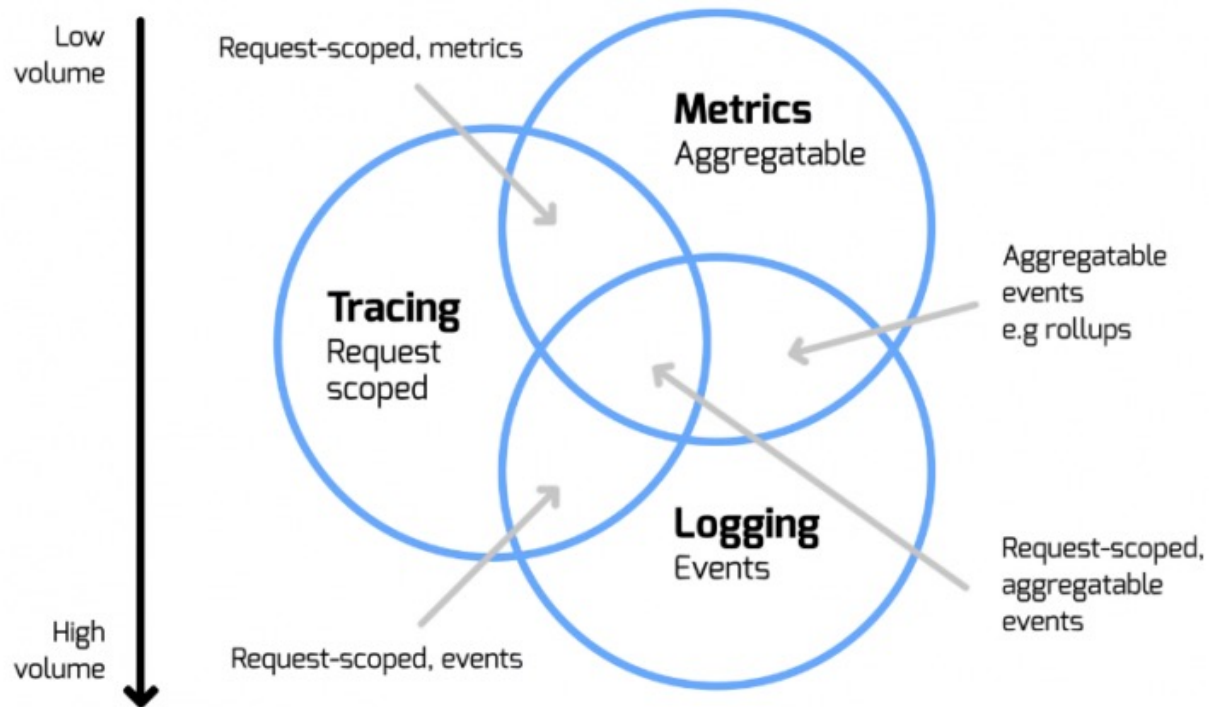 Low
volume
Request-scoped, metrics
Metrics
Aggregatable
Tracing
Request
scoped
Aggregatable
events
e.g rollups
Logging
Events
Request-scoped,
aggregatable
events
High
volume
Request-scoped, events